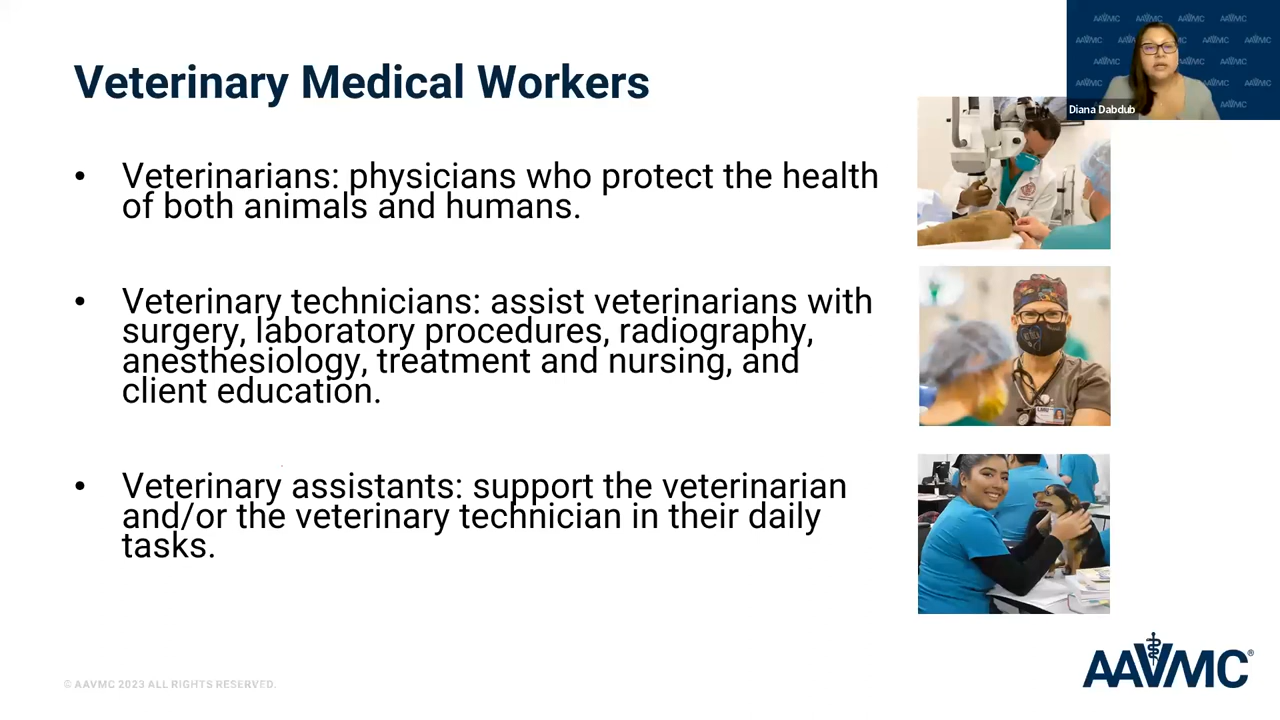 Veterinary Medical Workers
Diana Dabdub
• Veterinarians: physicians who protect the health
of both animals and humans.
• Veterinary technicians: assist veterinarians with
surgery, laboratory procedures, radiography,
anesthesiology, treatment and nursing, and
client education.
• Veterinary assistants: support the veterinarian
and/or the veterinary technician in their daily
tasks.
© AAVMC 2023 ALL RIGHTS RESERVED.
AAVMC®